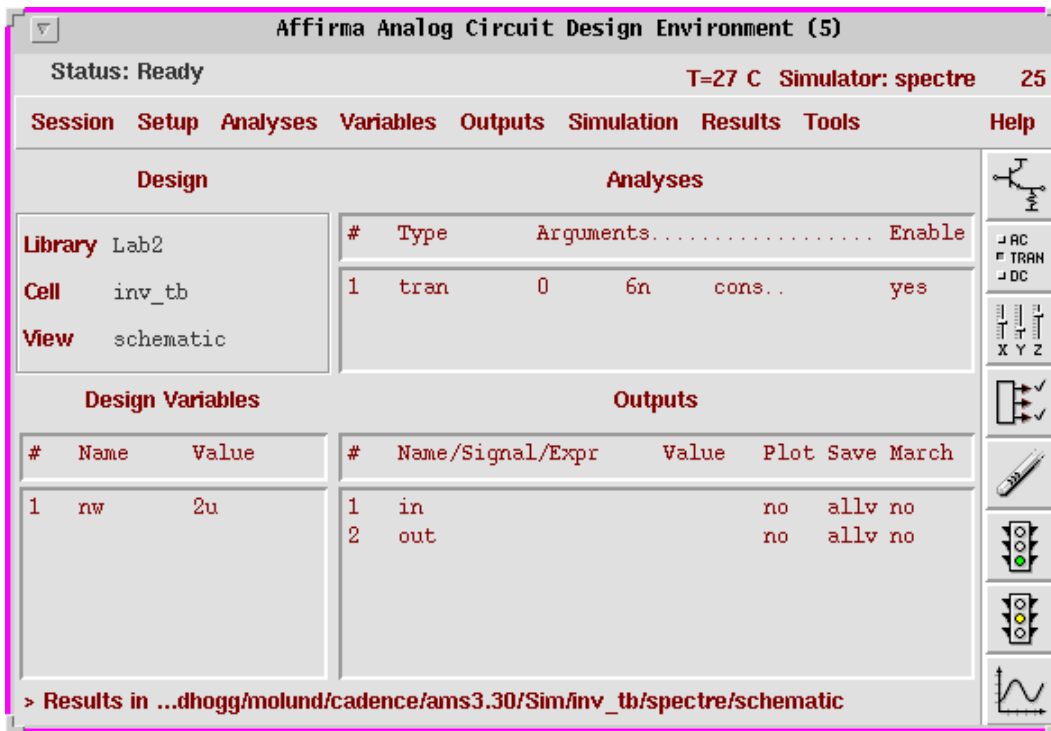 Affirma Analog Circuit Design Environment (5)
Status: Ready T=27 C Simulator: spectre 25
Session Setup Analyses Variables Outputs Simulation Results Tools Help
Design
Library Lab2
Cell inv_tb
View schematic
Analyses
# Type Arguments................... Enable
1 tran 0 6n cons.. yes
Design Variables
# Name Value
1 nw 2u
Outputs
# Name/Signal/Expr Value Plot Save March
1 in no allv no
2 out no allv no
AC
TRAN
DC
X Y Z
> Results in ...dhogg/molund/cadence/ams3.30/Sim/inv_tb/spectre/schematic